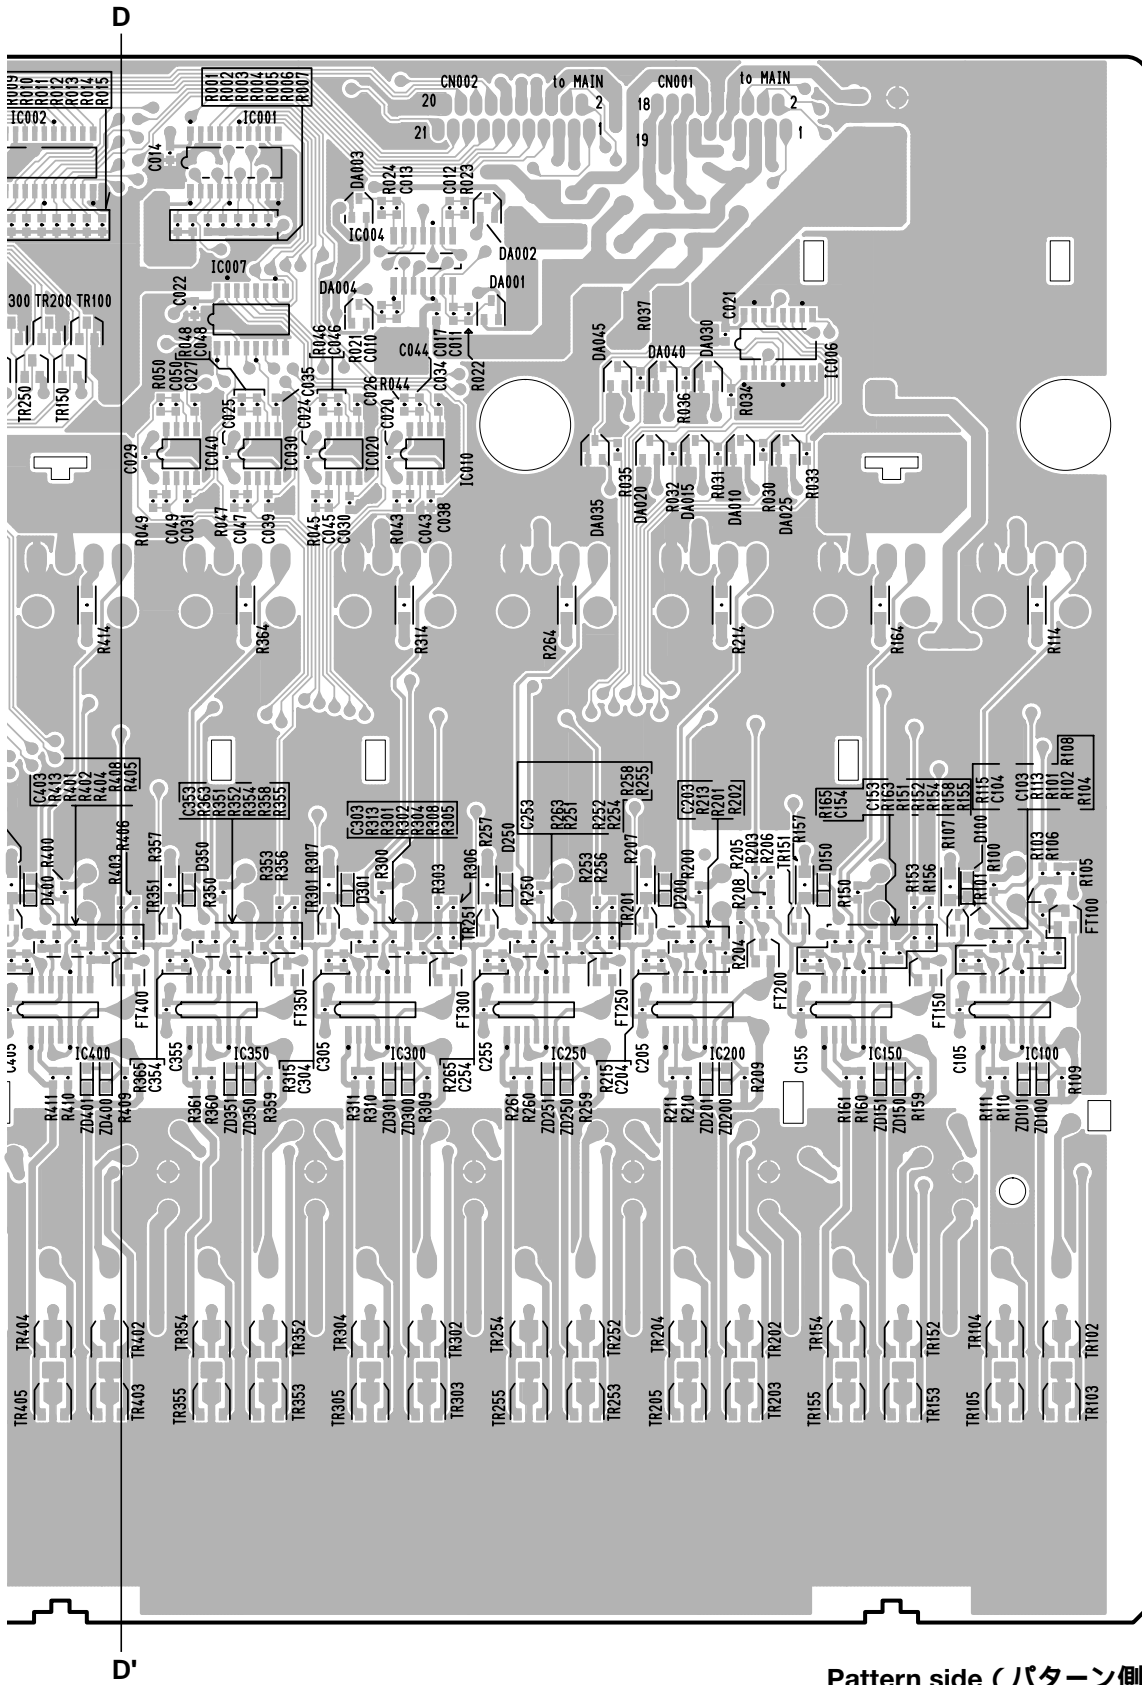 D
R009
R010
R011
R012
R013
R014
R015
IC002
R001
R002
R003
R004
R005
R006
R007
IC001
C014
CN002
to MAIN
CN001
to MAIN
20
2
18
2
21
1
19
1
DA003
R024
C013
C012
R023
IC004
DA002
IC007
DA004
DA001
C022
300 TR200 TR100
R048
C048
R046
C046
R021
C010
C044
C017
C011
R022
R037
DA045
DA040
DA030
C021
IC006
TR250
TR150
R050
C050
C027
C025
C035
C024
C026
R044
C020
C034
R036
R034
C029
IC040
IC030
IC020
IC010
R049
C049
C031
R047
C047
C039
R045
C045
C030
R043
C043
C038
DA035
R035
DA020
R032
DA015
R031
DA010
R030
DA025
R033
R414
R364
R314
R264
R214
R164
R114
C403
R413
R401
R402
R404
R408
R405
C353
R363
R351
R352
R354
R358
R355
C303
R313
R301
R302
R304
R308
R305
C253
R263
R251
R252
R254
R258
R255
C203
R213
R201
R202
R165
C154
C153
R163
R151
R152
R154
R158
R155
R115
C104
C103
R113
R101
R102
R104
R108
R400
D400
R403
R406
R357
TR351
D350
R350
R353
R356
R307
TR301
D301
R300
R303
R306
R257
TR251
D250
R250
R253
R256
R207
TR201
D200
R200
R208
R205
R203
R206
R204
TR151
R157
D150
R150
R153
R156
R107
TR101
D100
R100
R103
R106
R105
FT400
FT350
FT300
FT250
FT200
FT150
FT100
C405
IC400
R365
C354
C355
IC350
R315
C304
C305
IC300
R265
C254
C255
IC250
R215
C204
C205
IC200
C155
IC150
C105
IC100
R411
R410
ZD401
ZD400
R409
R361
R360
ZD351
ZD350
R359
R311
R310
ZD301
ZD300
R309
R261
R260
ZD251
ZD250
R259
R211
R210
ZD201
ZD200
R209
R161
R160
ZD151
ZD150
R159
R111
R110
ZD101
ZD100
R109
TR404
TR402
TR354
TR352
TR304
TR302
TR254
TR252
TR204
TR202
TR154
TR152
TR104
TR102
TR405
TR403
TR355
TR353
TR305
TR303
TR255
TR253
TR205
TR203
TR155
TR153
TR105
TR103
D'
Pattern side ( パターン側